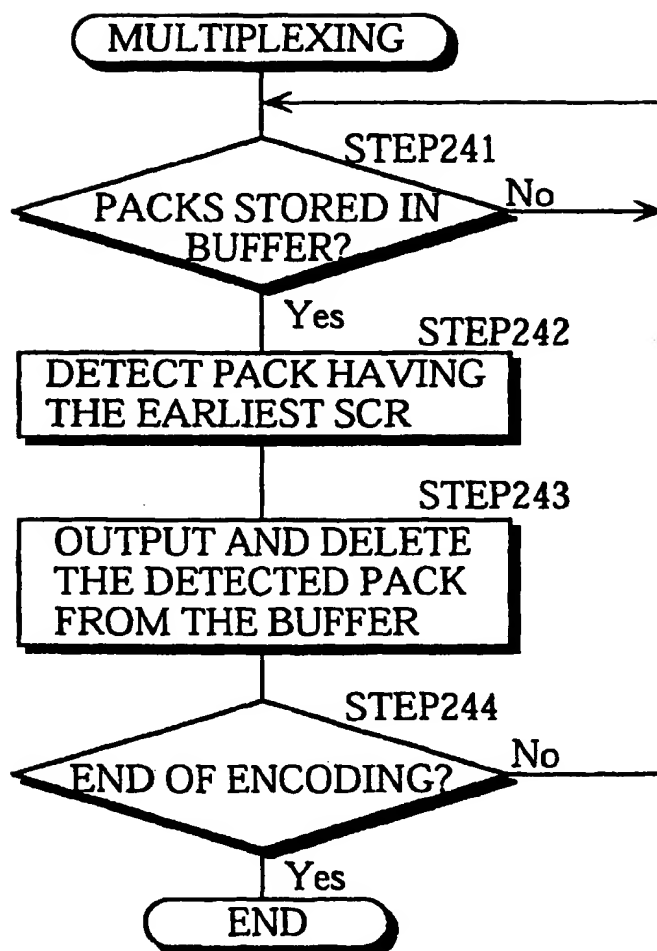 MULTIPLEXING
STEP241
PACKS STORED IN
BUFFER?
No
Yes
STEP242
DETECT PACK HAVING
THE EARLIEST SCR
STEP243
OUTPUT AND DELETE
THE DETECTED PACK
FROM THE BUFFER
STEP244
END OF ENCODING?
No
Yes
END